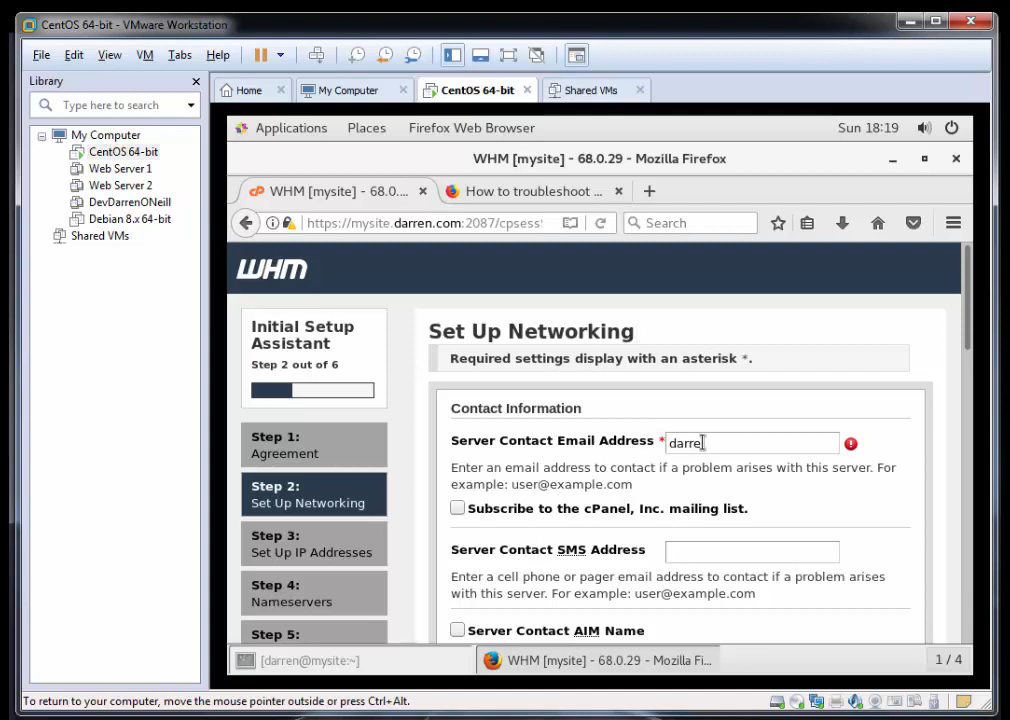 CentOS 64-bit - VMware Workstation
File Edit View VM Tabs Help
Library
Type here to search
My Computer
CentOS 64-bit
Web Server 1
Web Server 2
DevDarrenONeill
Debian 8.x 64-bit
Shared VMs
Home My Computer CentOS 64-bit Shared VMs
Applications Places Firefox Web Browser Sun 18:19
WHM [mysite] - 68.0.29 - Mozilla Firefox
cP WHM [mysite] - 68.0.... How to troubleshoot ...
https://mysite.darren.com:2087/cpsess Search
WHM
Initial Setup
Assistant
Step 2 out of 6
Step 1:
Agreement
Step 2:
Set Up Networking
Step 3:
Set Up IP Addresses
Step 4:
Nameservers
Step 5:
Set Up Networking
Required settings display with an asterisk *.
Contact Information
Server Contact Email Address * darre
Enter an email address to contact if a problem arises with this server. For
example: user@example.com
Subscribe to the cPanel, Inc. mailing list.
Server Contact SMS Address
Enter a cell phone or pager email address to contact if a problem arises
with this server. For example: user@example.com
Server Contact AIM Name
[darren@mysite:~] WHM [mysite] - 68.0.29 - Mozilla Fi... 1 / 4
To return to your computer, move the mouse pointer outside or press Ctrl+Alt.